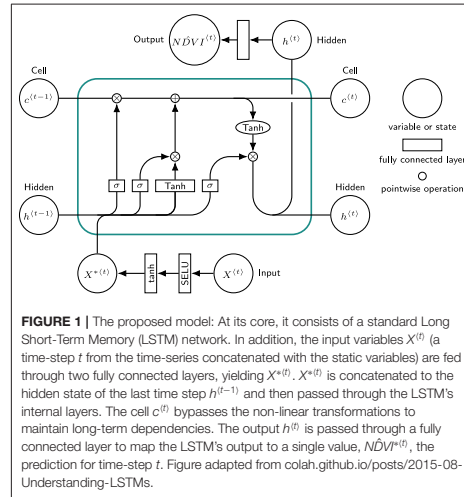 Output
ND̂VI⟨t⟩
h⟨t⟩
Hidden
Cell
c⟨t−1⟩
Cell
c⟨t⟩
Tanh
variable or state
fully connected layer
pointwise operation
σ
σ
Tanh
σ
Hidden
h⟨t−1⟩
Hidden
h⟨t⟩
X*⟨t⟩
tanh
SELU
X⟨t⟩
Input
FIGURE 1 | The proposed model: At its core, it consists of a standard Long
Short-Term Memory (LSTM) network. In addition, the input variables X⟨t⟩ (a
time-step t from the time-series concatenated with the static variables) are fed
through two fully connected layers, yielding X*⟨t⟩. X*⟨t⟩ is concatenated to the
hidden state of the last time step h⟨t−1⟩ and then passed through the LSTM's
internal layers. The cell c⟨t⟩ bypasses the non-linear transformations to
maintain long-term dependencies. The output h⟨t⟩ is passed through a fully
connected layer to map the LSTM's output to a single value, ND̂VI*⟨t⟩, the
prediction for time-step t. Figure adapted from colah.github.io/posts/2015-08-
Understanding-LSTMs.